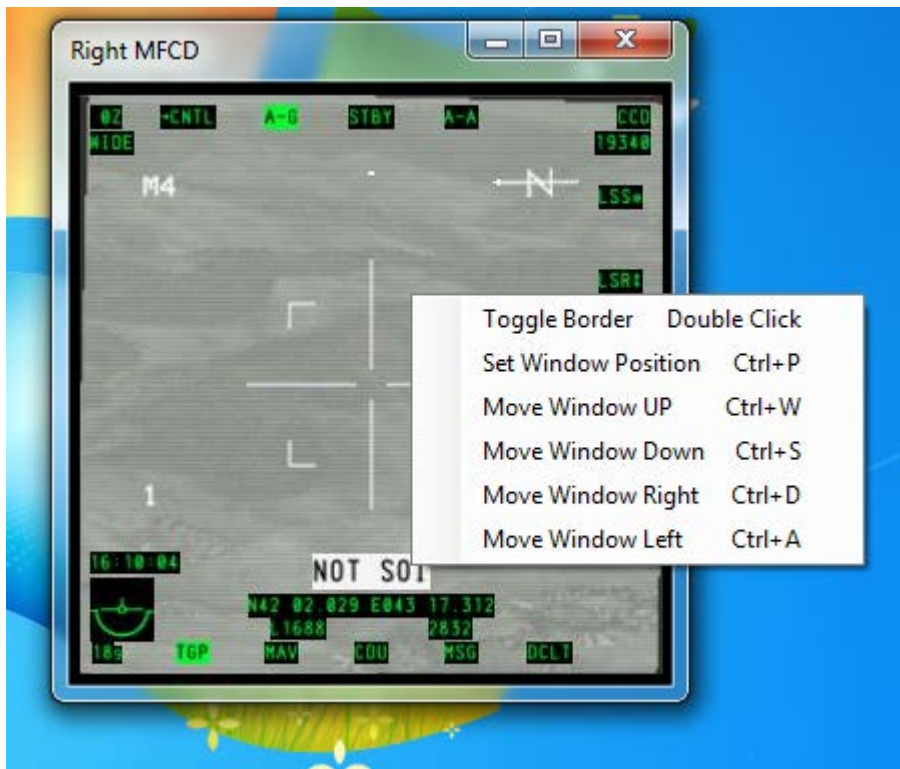 Right MFCD
0Z CNTL A-G STBY A-A CCD
WIDE 19340
M4 N
LSS
LSR
Toggle Border Double Click
Set Window Position Ctrl+P
Move Window UP Ctrl+W
Move Window Down Ctrl+S
Move Window Right Ctrl+D
Move Window Left Ctrl+A
1
16:10:04
NOT SOI
N42 02.029 E043 17.312
L1688 2832
18g TGP MAV CDU MSG DCLT